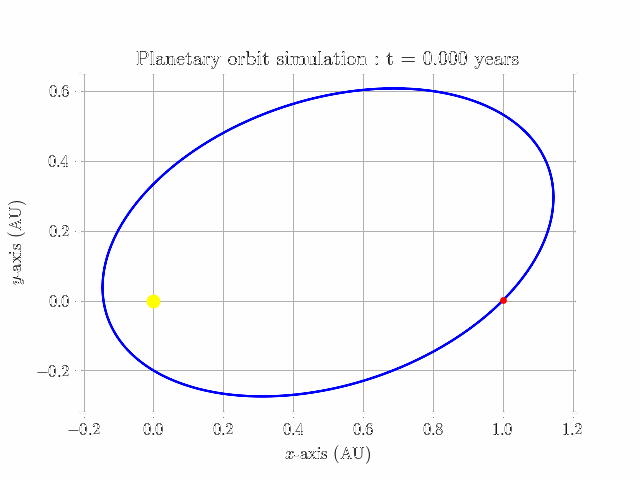 Planetary orbit simulation : t = 0.000 years
0.6
0.4
0.2
0.0
−0.2
y-axis (AU)
−0.2 0.0 0.2 0.4 0.6 0.8 1.0 1.2
x-axis (AU)